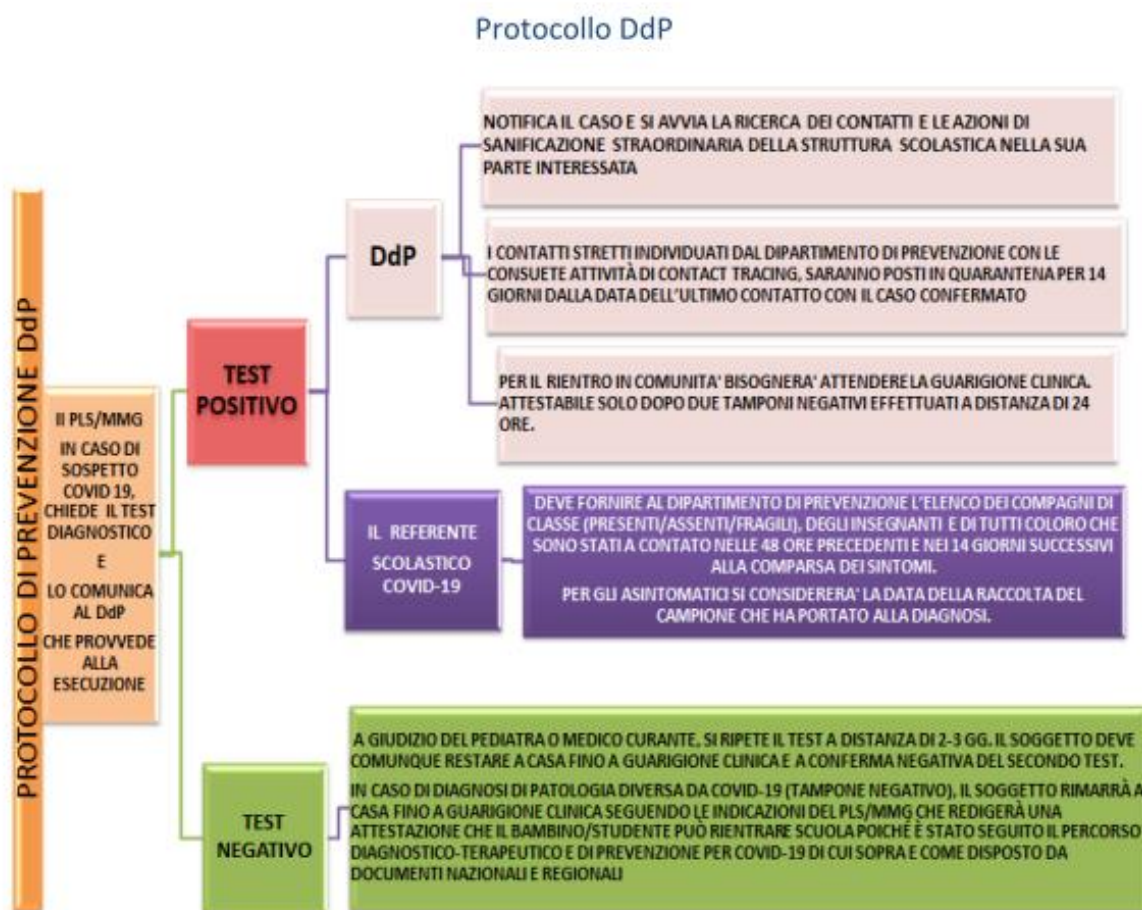 Protocollo DdP
PROTOCOLLO DI PREVENZIONE DdP
Il PLS/MMG
IN CASO DI
SOSPETTO
COVID 19,
CHIEDE IL TEST
DIAGNOSTICO
E
LO COMUNICA
AL DdP
CHE PROVVEDE
ALLA
ESECUZIONE
TEST
POSITIVO
DdP
NOTIFICA IL CASO E SI AVVIA LA RICERCA DEI CONTATTI E LE AZIONI DI
SANIFICAZIONE STRAORDINARIA DELLA STRUTTURA SCOLASTICA NELLA SUA
PARTE INTERESSATA
I CONTATTI STRETTI INDIVIDUATI DAL DIPARTIMENTO DI PREVENZIONE CON LE
CONSUETE ATTIVITÀ DI CONTACT TRACING, SARANNO POSTI IN QUARANTENA PER 14
GIORNI DALLA DATA DELL'ULTIMO CONTATTO CON IL CASO CONFERMATO
PER IL RIENTRO IN COMUNITA' BISOGNERA' ATTENDERE LA GUARIGIONE CLINICA.
ATTESTABILE SOLO DOPO DUE TAMPONI NEGATIVI EFFETTUATI A DISTANZA DI 24
ORE.
IL REFERENTE
SCOLASTICO
COVID-19
DEVE FORNIRE AL DIPARTIMENTO DI PREVENZIONE L'ELENCO DEI COMPAGNI DI
CLASSE (PRESENTI/ASSENTI/FRAGILI), DEGLI INSEGNANTI E DI TUTTI COLORO CHE
SONO STATI A CONTATO NELLE 48 ORE PRECEDENTI E NEI 14 GIORNI SUCCESSIVI
ALLA COMPARSA DEI SINTOMI.
PER GLI ASINTOMATICI SI CONSIDERERA' LA DATA DELLA RACCOLTA DEL
CAMPIONE CHE HA PORTATO ALLA DIAGNOSI.
TEST
NEGATIVO
A GIUDIZIO DEL PEDIATRA O MEDICO CURANTE, SI RIPETE IL TEST A DISTANZA DI 2-3 GG. IL SOGGETTO DEVE
COMUNQUE RESTARE A CASA FINO A GUARIGIONE CLINICA E A CONFERMA NEGATIVA DEL SECONDO TEST.
IN CASO DI DIAGNOSI DI PATOLOGIA DIVERSA DA COVID-19 (TAMPONE NEGATIVO), IL SOGGETTO RIMARRÀ A
CASA FINO A GUARIGIONE CLINICA SEGUENDO LE INDICAZIONI DEL PLS/MMG CHE REDIGERÀ UNA
ATTESTAZIONE CHE IL BAMBINO/STUDENTE PUÒ RIENTRARE SCUOLA POICHÉ È STATO SEGUITO IL PERCORSO
DIAGNOSTICO-TERAPEUTICO E DI PREVENZIONE PER COVID-19 DI CUI SOPRA E COME DISPOSTO DA
DOCUMENTI NAZIONALI E REGIONALI